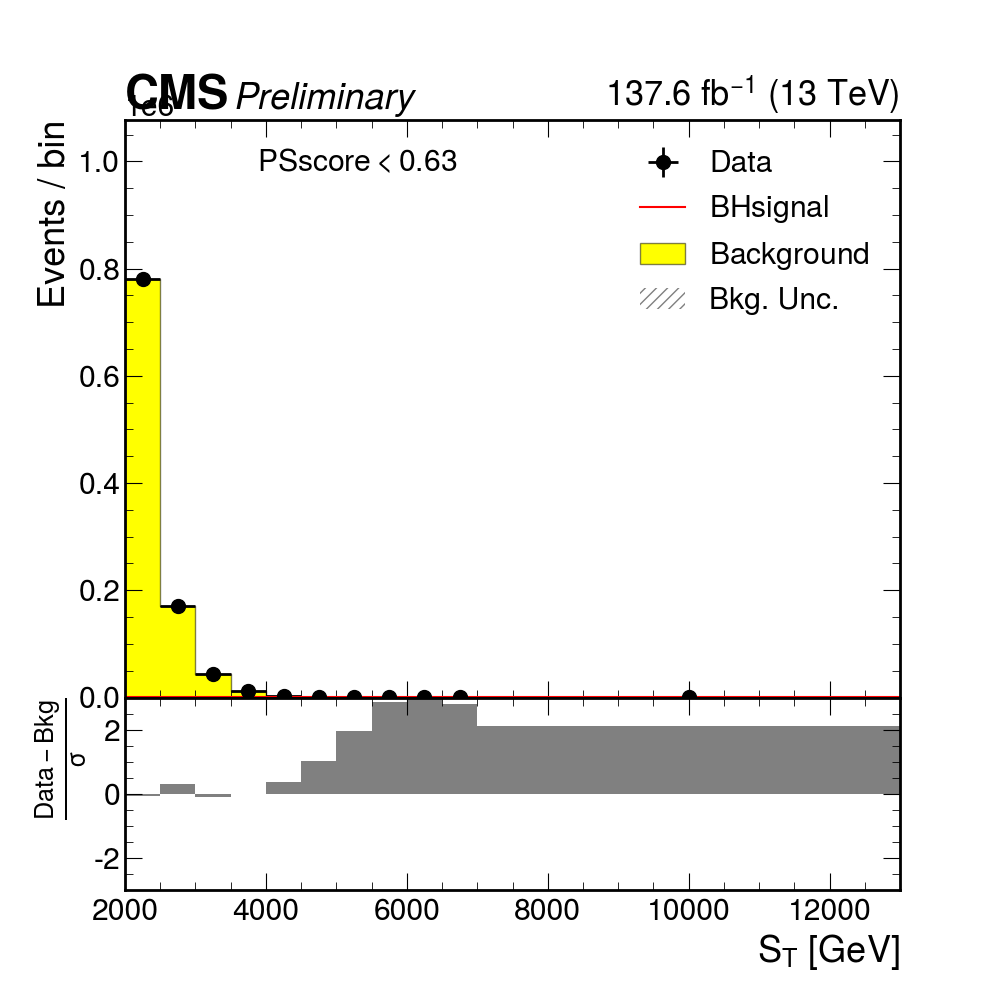 CMS Preliminary 137.6 fb⁻¹ (13 TeV)
1e6
Events / bin
PSscore < 0.63
Data
BHsignal
Background
Bkg. Unc.
1.0
0.8
0.6
0.4
0.2
0.0
Data – Bkg
σ
2
0
-2
2000 4000 6000 8000 10000 12000
S_T [GeV]